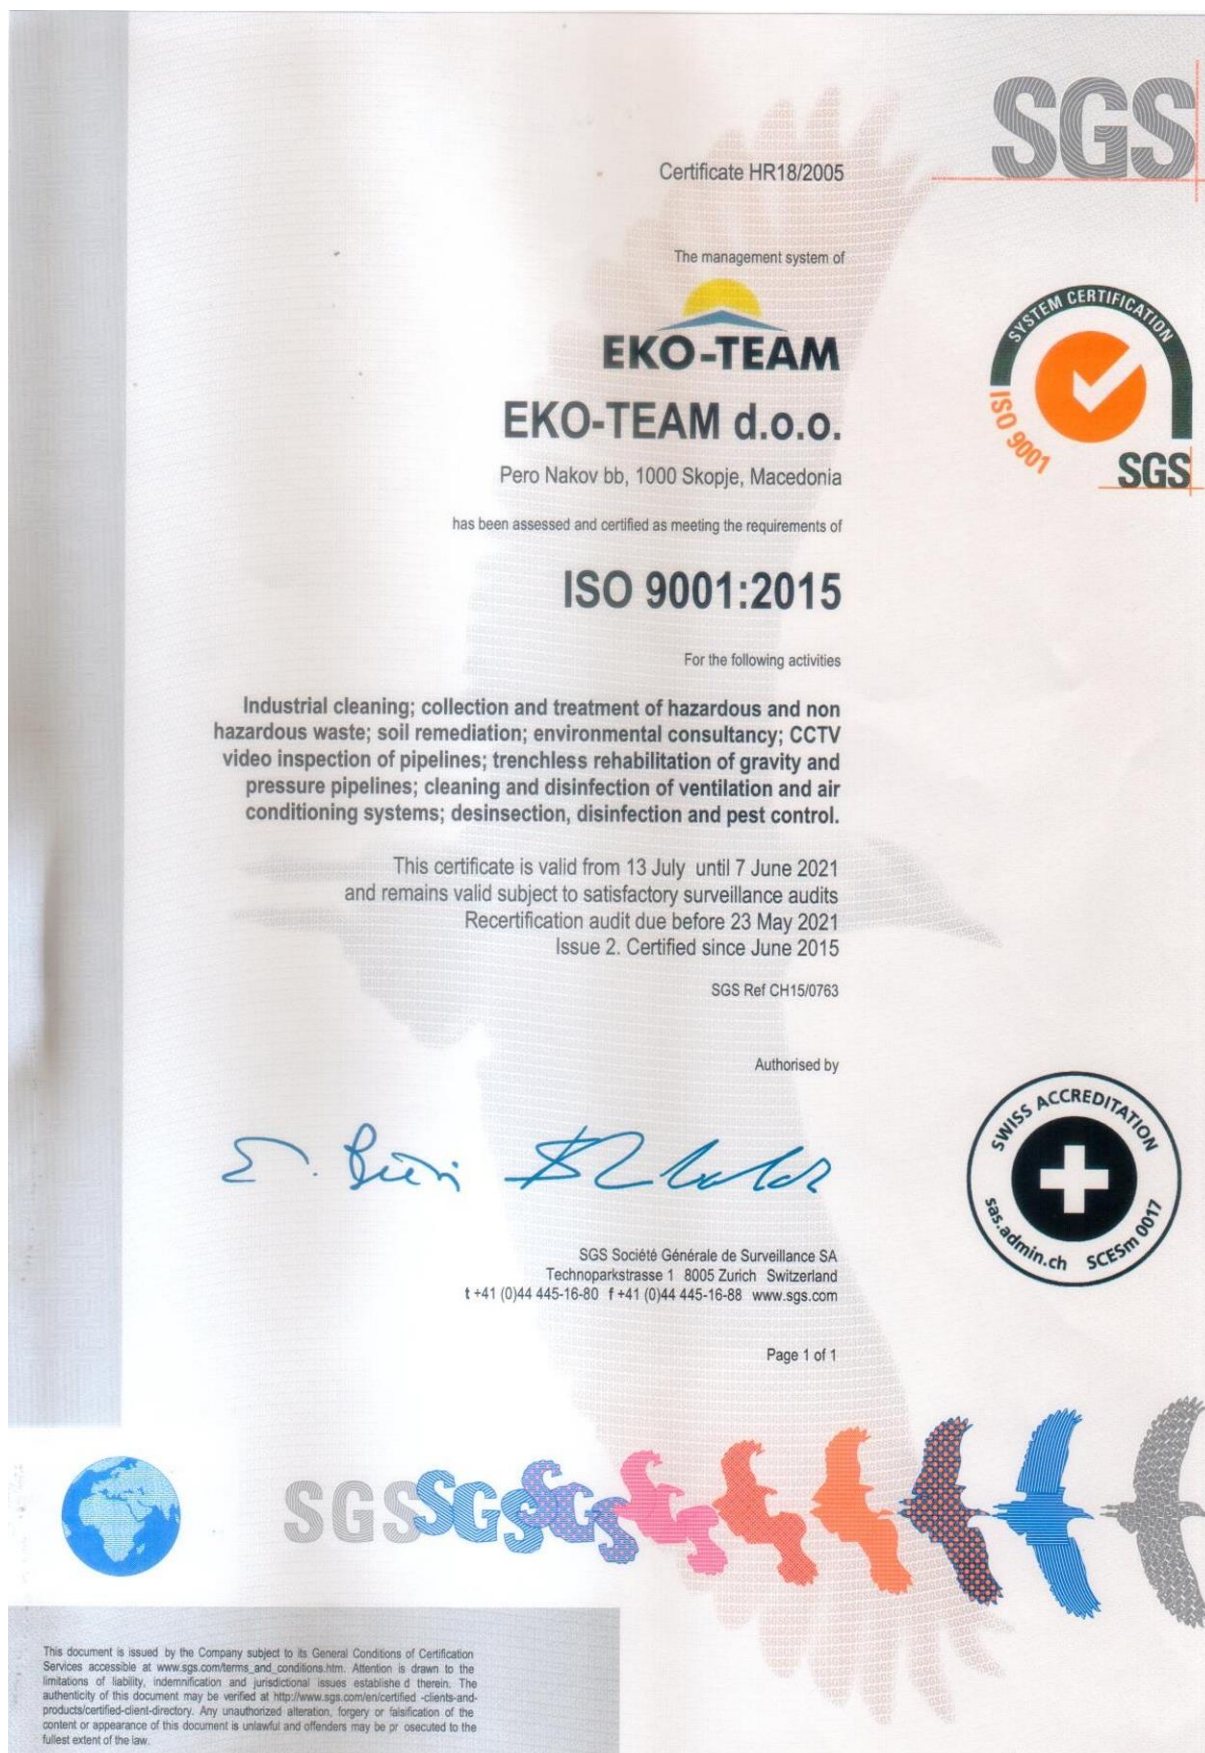 SGS
Certificate HR18/2005
The management system of
EKO-TEAM
EKO-TEAM d.o.o.
Pero Nakov bb, 1000 Skopje, Macedonia
has been assessed and certified as meeting the requirements of
ISO 9001:2015
SYSTEM CERTIFICATION
ISO 9001
SGS
For the following activities
Industrial cleaning; collection and treatment of hazardous and non
hazardous waste; soil remediation; environmental consultancy; CCTV
video inspection of pipelines; trenchless rehabilitation of gravity and
pressure pipelines; cleaning and disinfection of ventilation and air
conditioning systems; desinsection, disinfection and pest control.
This certificate is valid from 13 July until 7 June 2021
and remains valid subject to satisfactory surveillance audits
Recertification audit due before 23 May 2021
Issue 2. Certified since June 2015
SGS Ref CH15/0763
Authorised by
SWISS ACCREDITATION
sas.admin.ch SCESm 0017
SGS Société Générale de Surveillance SA
Technoparkstrasse 1 8005 Zurich Switzerland
t +41 (0)44 445-16-80 f +41 (0)44 445-16-88 www.sgs.com
Page 1 of 1
SGS SGS SGS
This document is issued by the Company subject to its General Conditions of Certification
Services accessible at www.sgs.com/terms_and_conditions.htm. Attention is drawn to the
limitations of liability, indemnification and jurisdictional issues establishe d therein. The
authenticity of this document may be verified at http://www.sgs.com/en/certified -clients-and-
products/certified-client-directory. Any unauthorized alteration, forgery or falsification of the
content or appearance of this document is unlawful and offenders may be pr osecuted to the
fullest extent of the law.